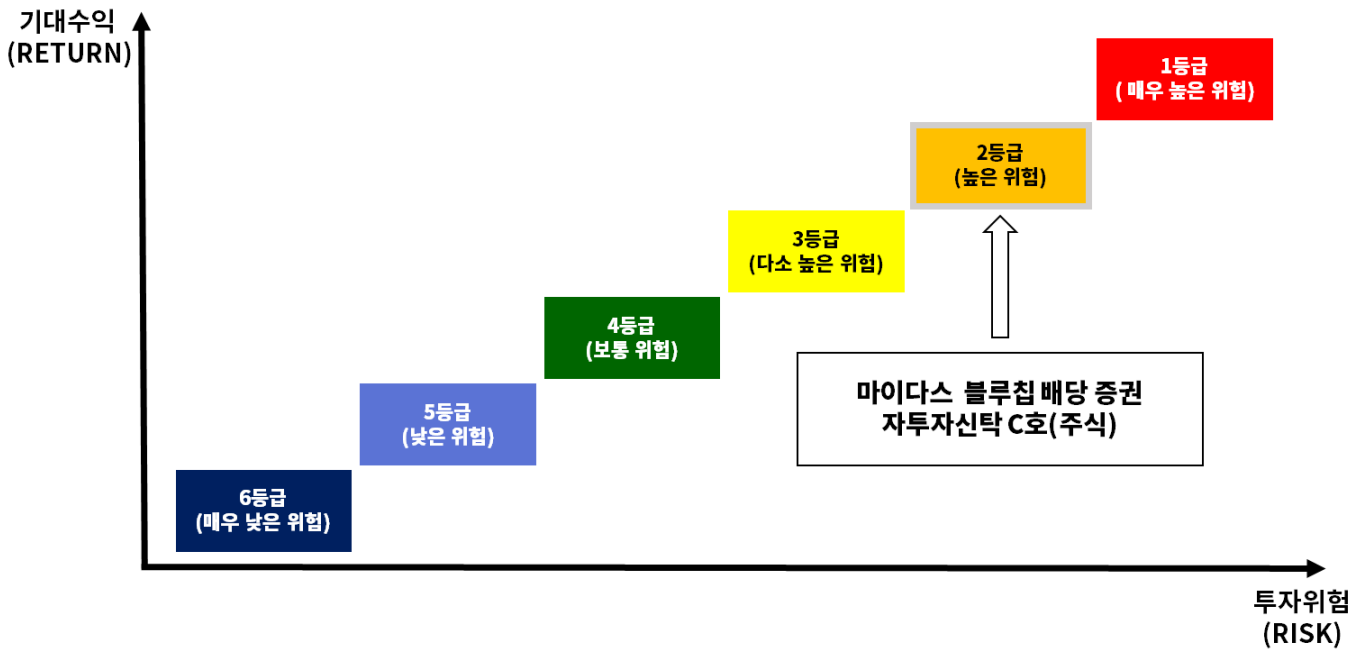 기대수익
(RETURN)
1등급
( 매우 높은 위험)
2등급
(높은 위험)
3등급
(다소 높은 위험)
4등급
(보통 위험)
마이다스 블루칩 배당 증권
자투자신탁 C호(주식)
5등급
(낮은 위험)
6등급
(매우 낮은 위험)
투자위험
(RISK)